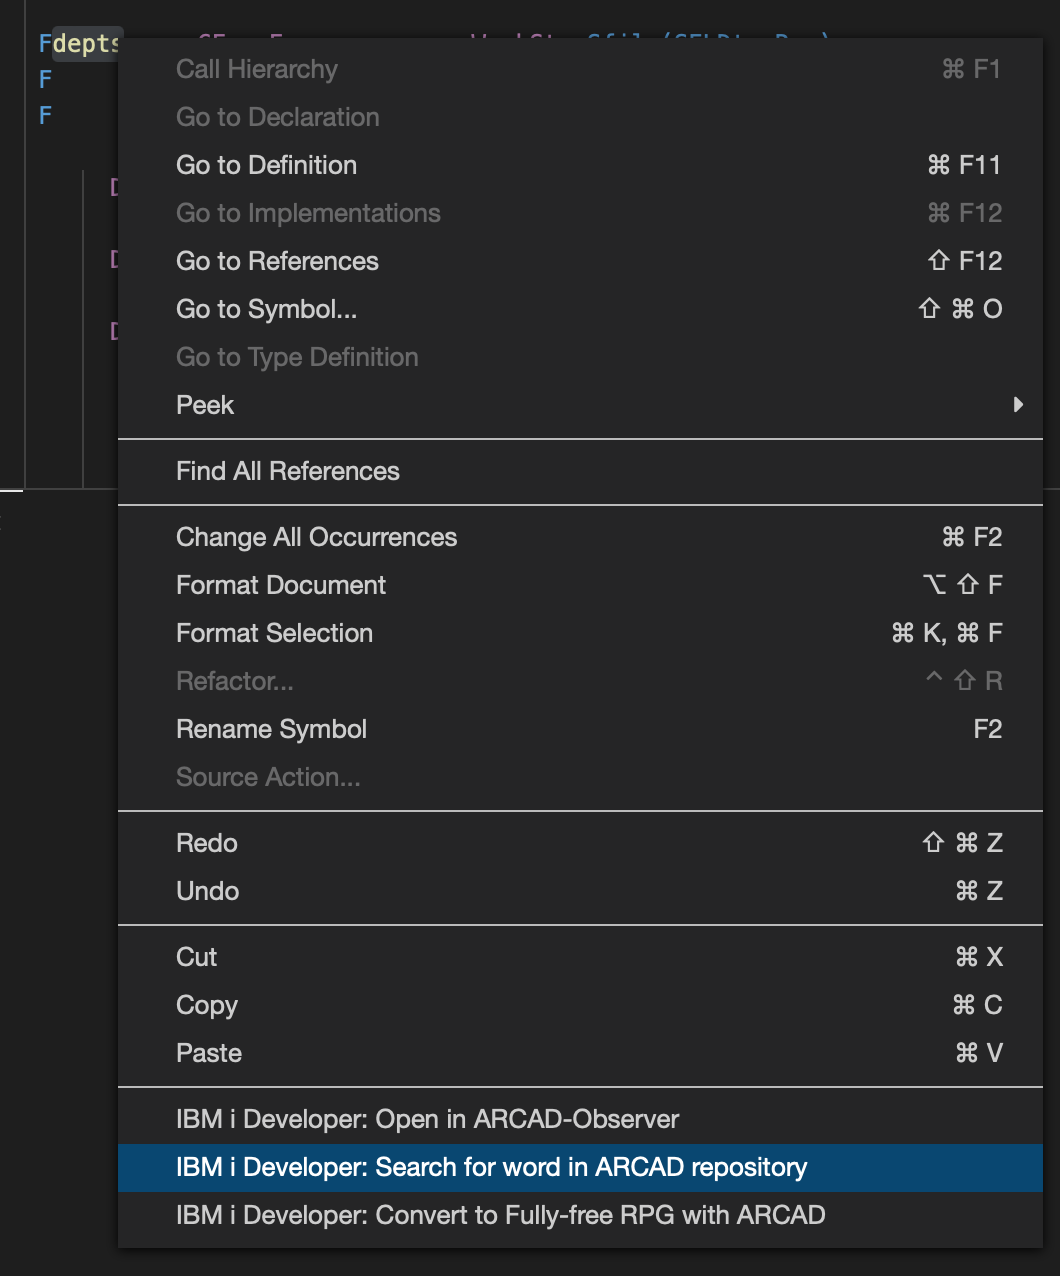 Fdepts
F
F
Call Hierarchy ⌘ F1
Go to Declaration
Go to Definition ⌘ F11
Go to Implementations ⌘ F12
Go to References ⇧ F12
Go to Symbol... ⇧ ⌘ O
Go to Type Definition
Peek
Find All References
Change All Occurrences ⌘ F2
Format Document ⌥ ⇧ F
Format Selection ⌘ K, ⌘ F
Refactor... ^ ⇧ R
Rename Symbol F2
Source Action...
Redo ⇧ ⌘ Z
Undo ⌘ Z
Cut ⌘ X
Copy ⌘ C
Paste ⌘ V
IBM i Developer: Open in ARCAD-Observer
IBM i Developer: Search for word in ARCAD repository
IBM i Developer: Convert to Fully-free RPG with ARCAD